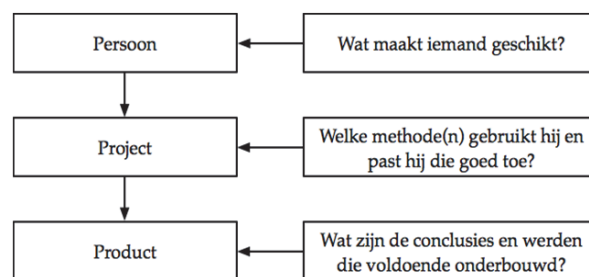 Persoon
Wat maakt iemand geschikt?
Project
Welke methode(n) gebruikt hij en
past hij die goed toe?
Product
Wat zijn de conclusies en werden
die voldoende onderbouwd?